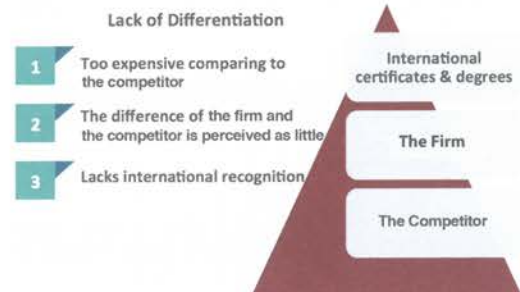 Lack of Differentiation
1
Too expensive comparing to
the competitor
2
The difference of the firm and
the competitor is perceived as little
3
Lacks international recognition
International
certificates & degrees
The Firm
The Competitor